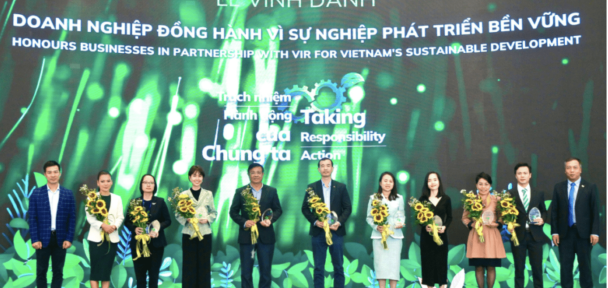 LỄ VINH DANH
DOANH NGHIỆP ĐỒNG HÀNH VÌ SỰ NGHIỆP PHÁT TRIỂN BỀN VỮNG
HONOURS BUSINESSES IN PARTNERSHIP WITH VIR FOR VIETNAM'S SUSTAINABLE DEVELOPMENT
Trách nhiệm
Hành động
của
Chúng ta
Taking
Responsibility
Action